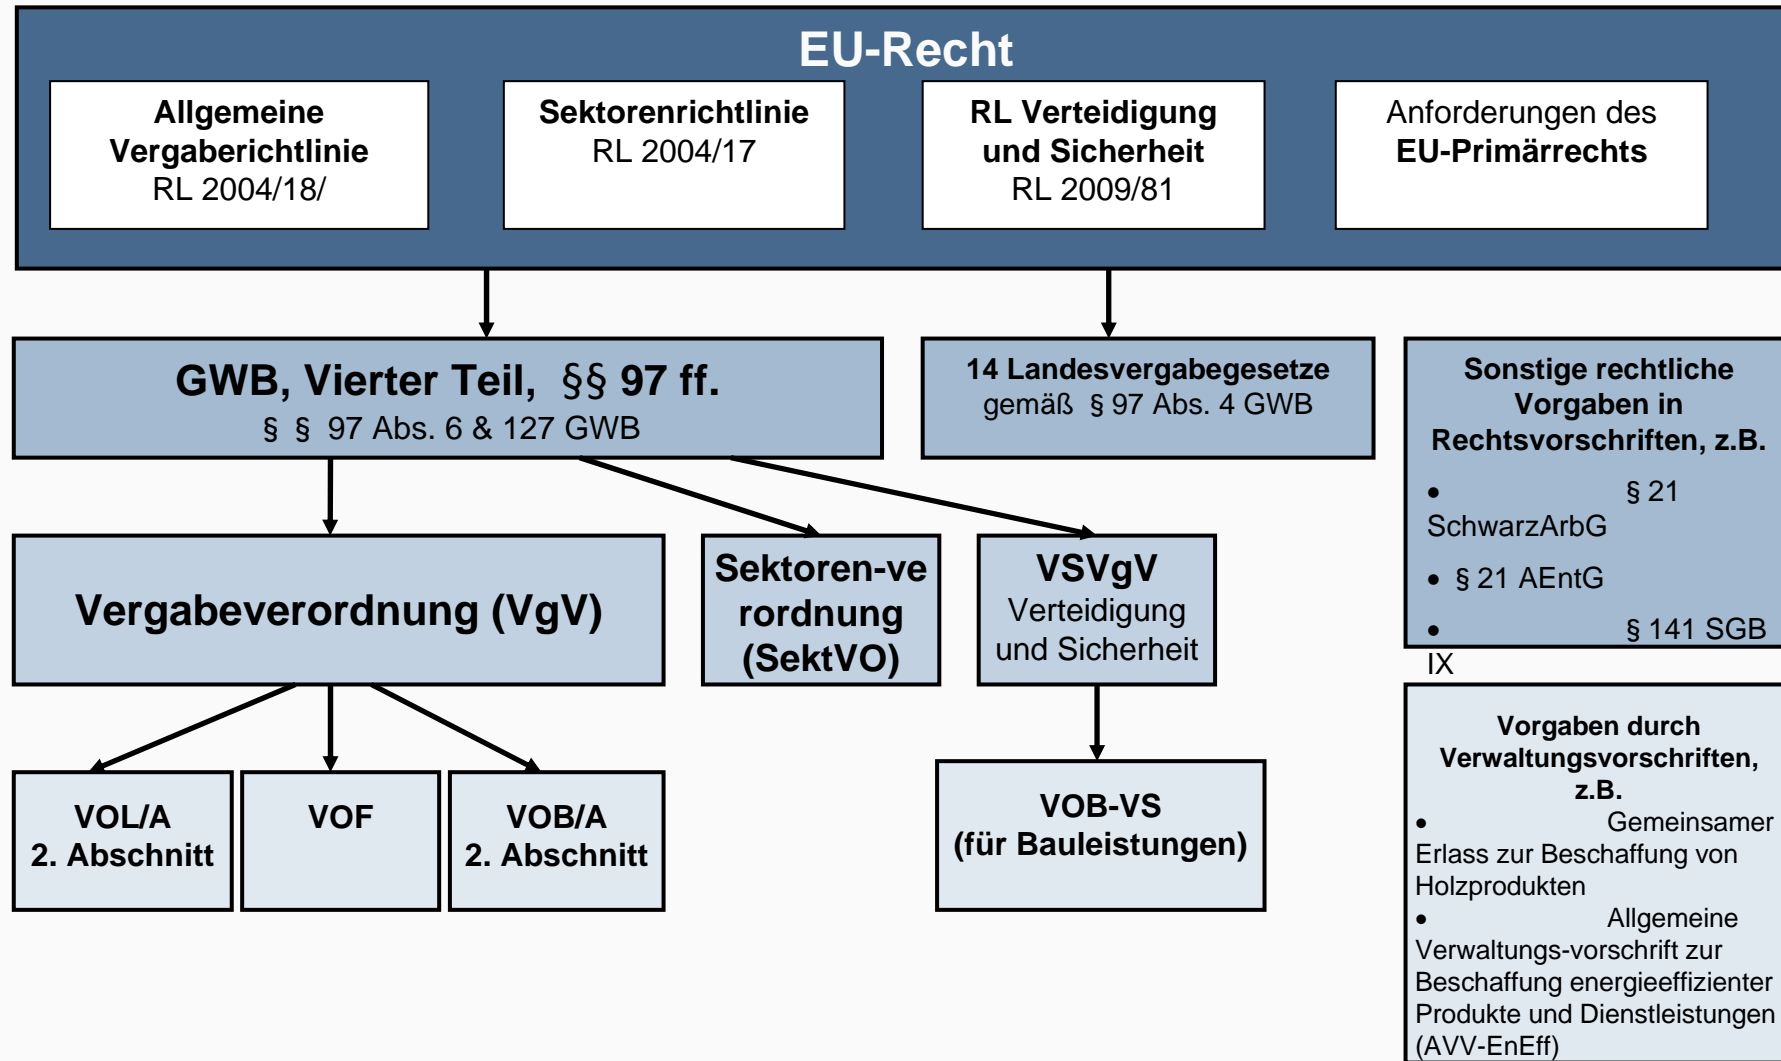 EU-Recht
Allgemeine
Vergaberichtlinie
RL 2004/18/
Sektorenrichtlinie
RL 2004/17
RL Verteidigung
und Sicherheit
RL 2009/81
Anforderungen des
EU-Primärrechts
GWB, Vierter Teil, §§ 97 ff.
§ § 97 Abs. 6 & 127 GWB
14 Landesvergabegesetze
gemäß § 97 Abs. 4 GWB
Sonstige rechtliche
Vorgaben in
Rechtsvorschriften, z.B.
• § 21
SchwarzArbG
• § 21 AEntG
• § 141 SGB
IX
Vergabeverordnung (VgV)
Sektoren-ve
rordnung
(SektVO)
VSVgV
Verteidigung
und Sicherheit
VOL/A
2. Abschnitt
VOF
VOB/A
2. Abschnitt
VOB-VS
(für Bauleistungen)
Vorgaben durch
Verwaltungsvorschriften,
z.B.
• Gemeinsamer
Erlass zur Beschaffung von
Holzprodukten
• Allgemeine
Verwaltungs-vorschrift zur
Beschaffung energieeffizienter
Produkte und Dienstleistungen
(AVV-EnEff)